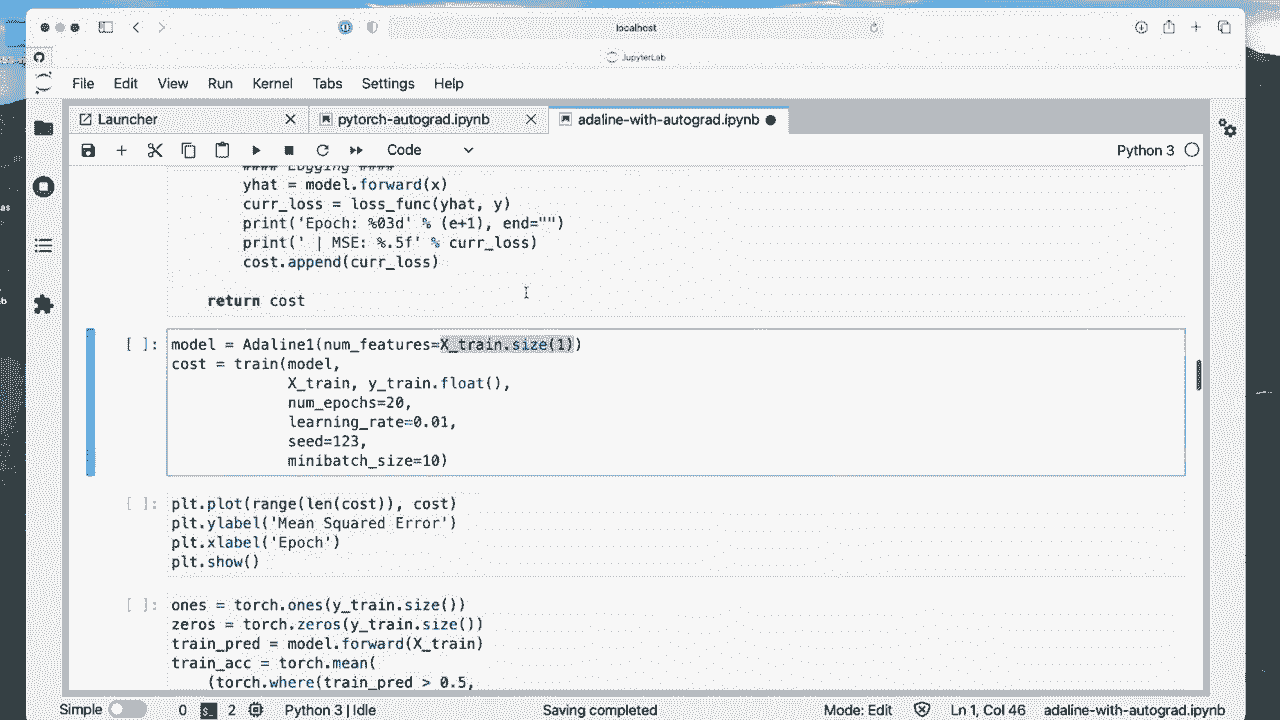 localhost
JupyterLab
File Edit View Run Kernel Tabs Settings Help
Launcher pytorch-autograd.ipynb adaline-with-autograd.ipynb
Code Python 3
#### Logging ####
yhat = model.forward(x)
curr_loss = loss_func(yhat, y)
print('Epoch: %03d' % (e+1), end="")
print(' | MSE: %.5f' % curr_loss)
cost.append(curr_loss)
return cost
[ ]: model = Adaline1(num_features=X_train.size(1))
cost = train(model,
X_train, y_train.float(),
num_epochs=20,
learning_rate=0.01,
seed=123,
minibatch_size=10)
[ ]: plt.plot(range(len(cost)), cost)
plt.ylabel('Mean Squared Error')
plt.xlabel('Epoch')
plt.show()
[ ]: ones = torch.ones(y_train.size())
zeros = torch.zeros(y_train.size())
train_pred = model.forward(X_train)
train_acc = torch.mean(
(torch.where(train_pred > 0.5,
Simple 0 $_ 2 Python 3 | Idle Saving completed Mode: Edit Ln 1, Col 46 adaline-with-autograd.ipynb